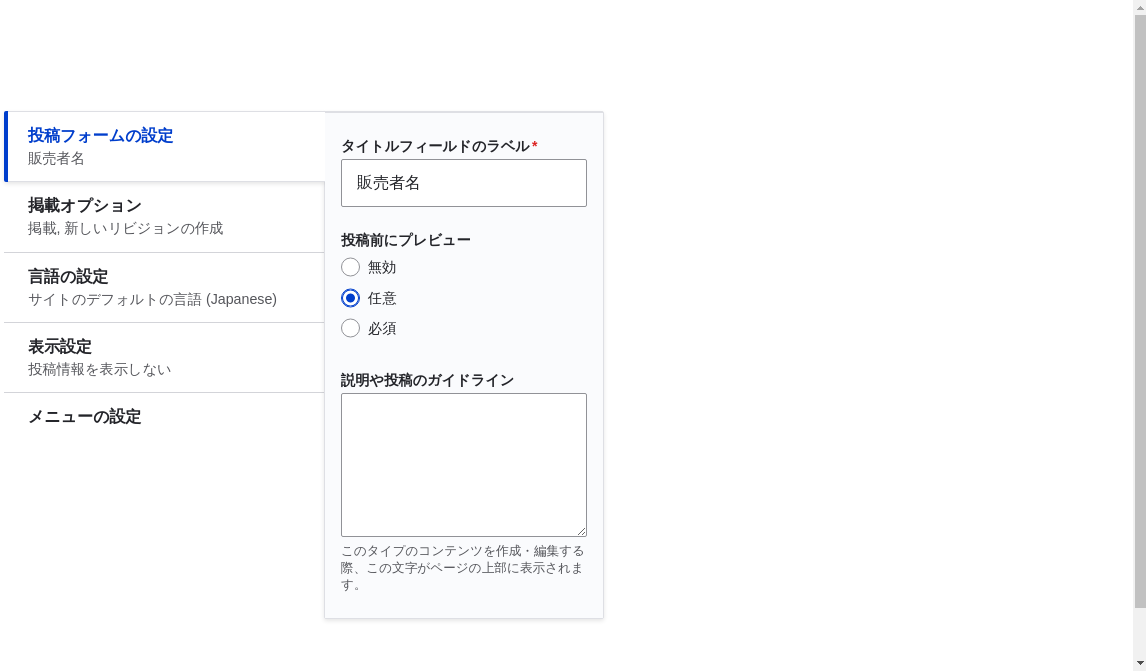 投稿フォームの設定
販売者名
掲載オプション
掲載, 新しいリビジョンの作成
言語の設定
サイトのデフォルトの言語 (Japanese)
表示設定
投稿情報を表示しない
メニューの設定
タイトルフィールドのラベル*
販売者名
投稿前にプレビュー
無効
任意
必須
説明や投稿のガイドライン
このタイプのコンテンツを作成・編集する
際、この文字がページの上部に表示されま
す。